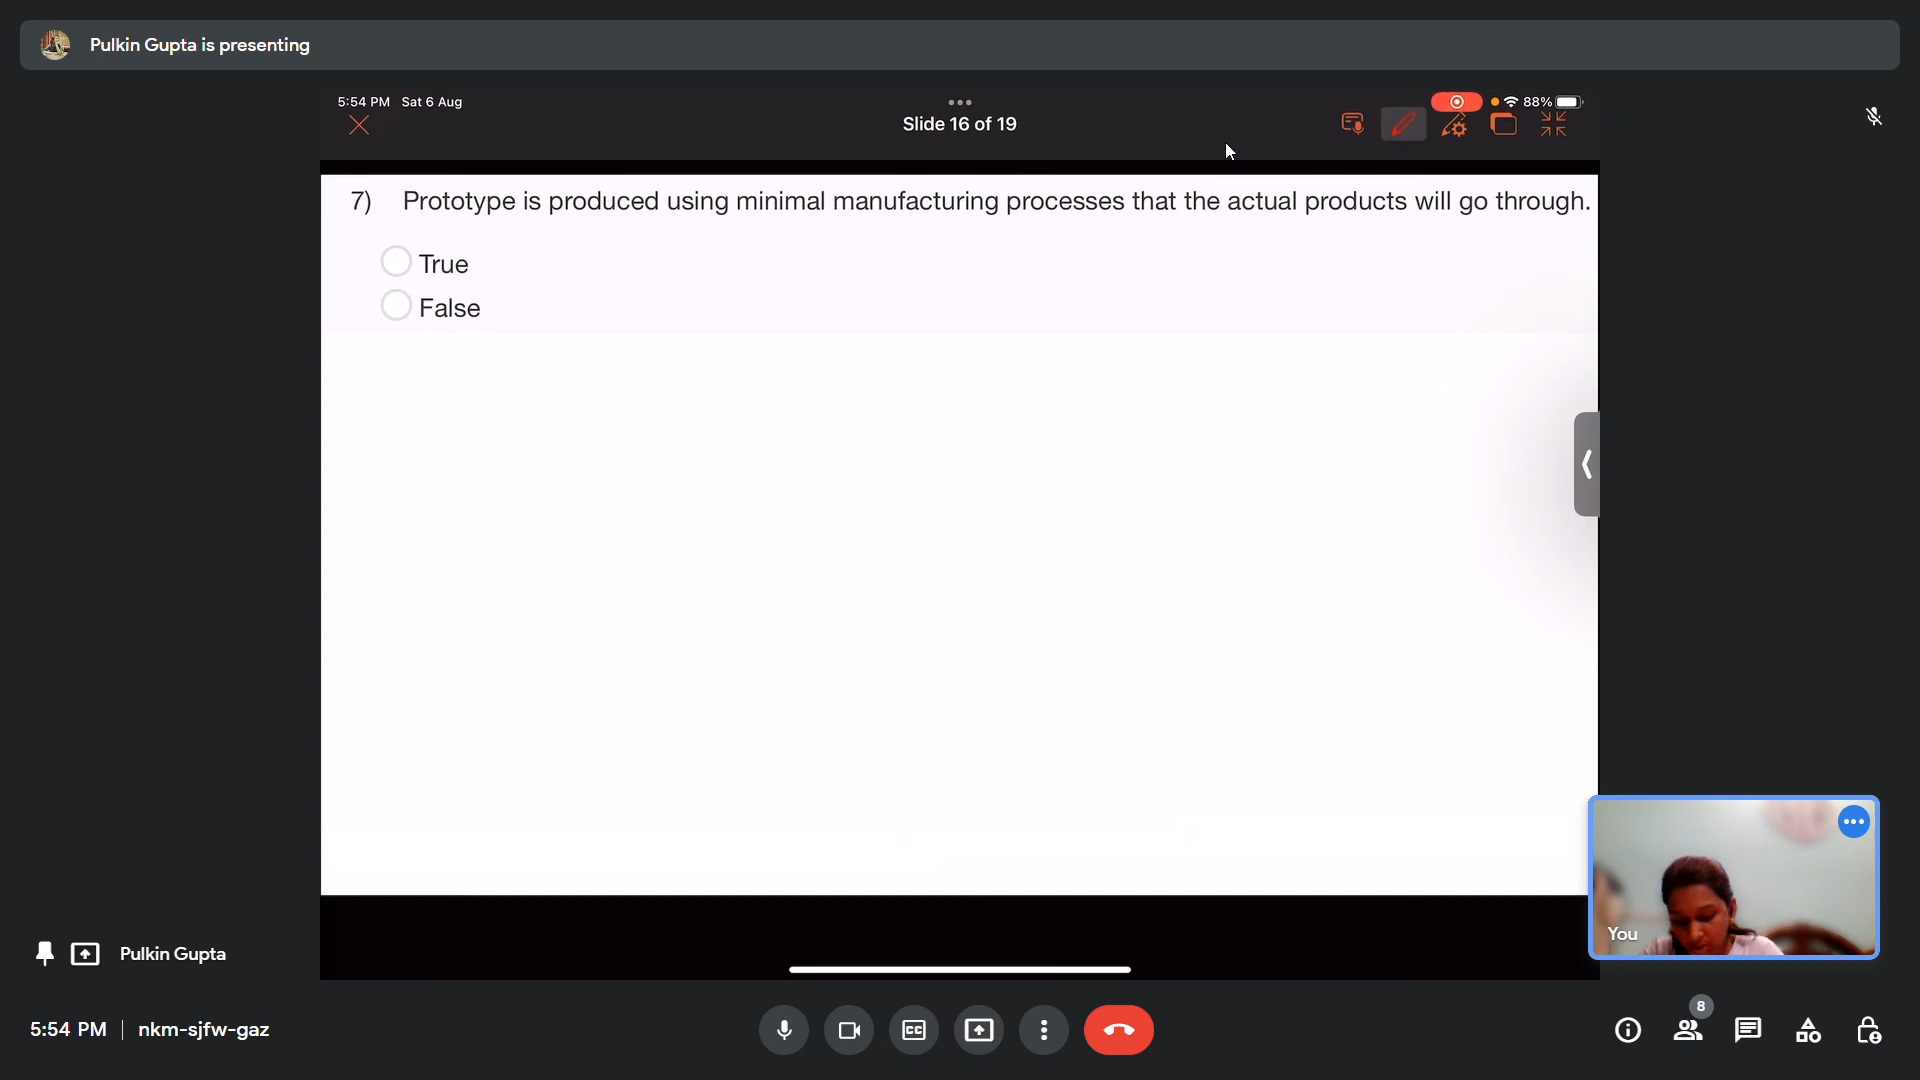 Pulkin Gupta is presenting
5:54 PM Sat 6 Aug
88%
Slide 16 of 19
7) Prototype is produced using minimal manufacturing processes that the actual products will go through.
True
False
You
Pulkin Gupta
8
5:54 PM | nkm-sjfw-gaz
CC